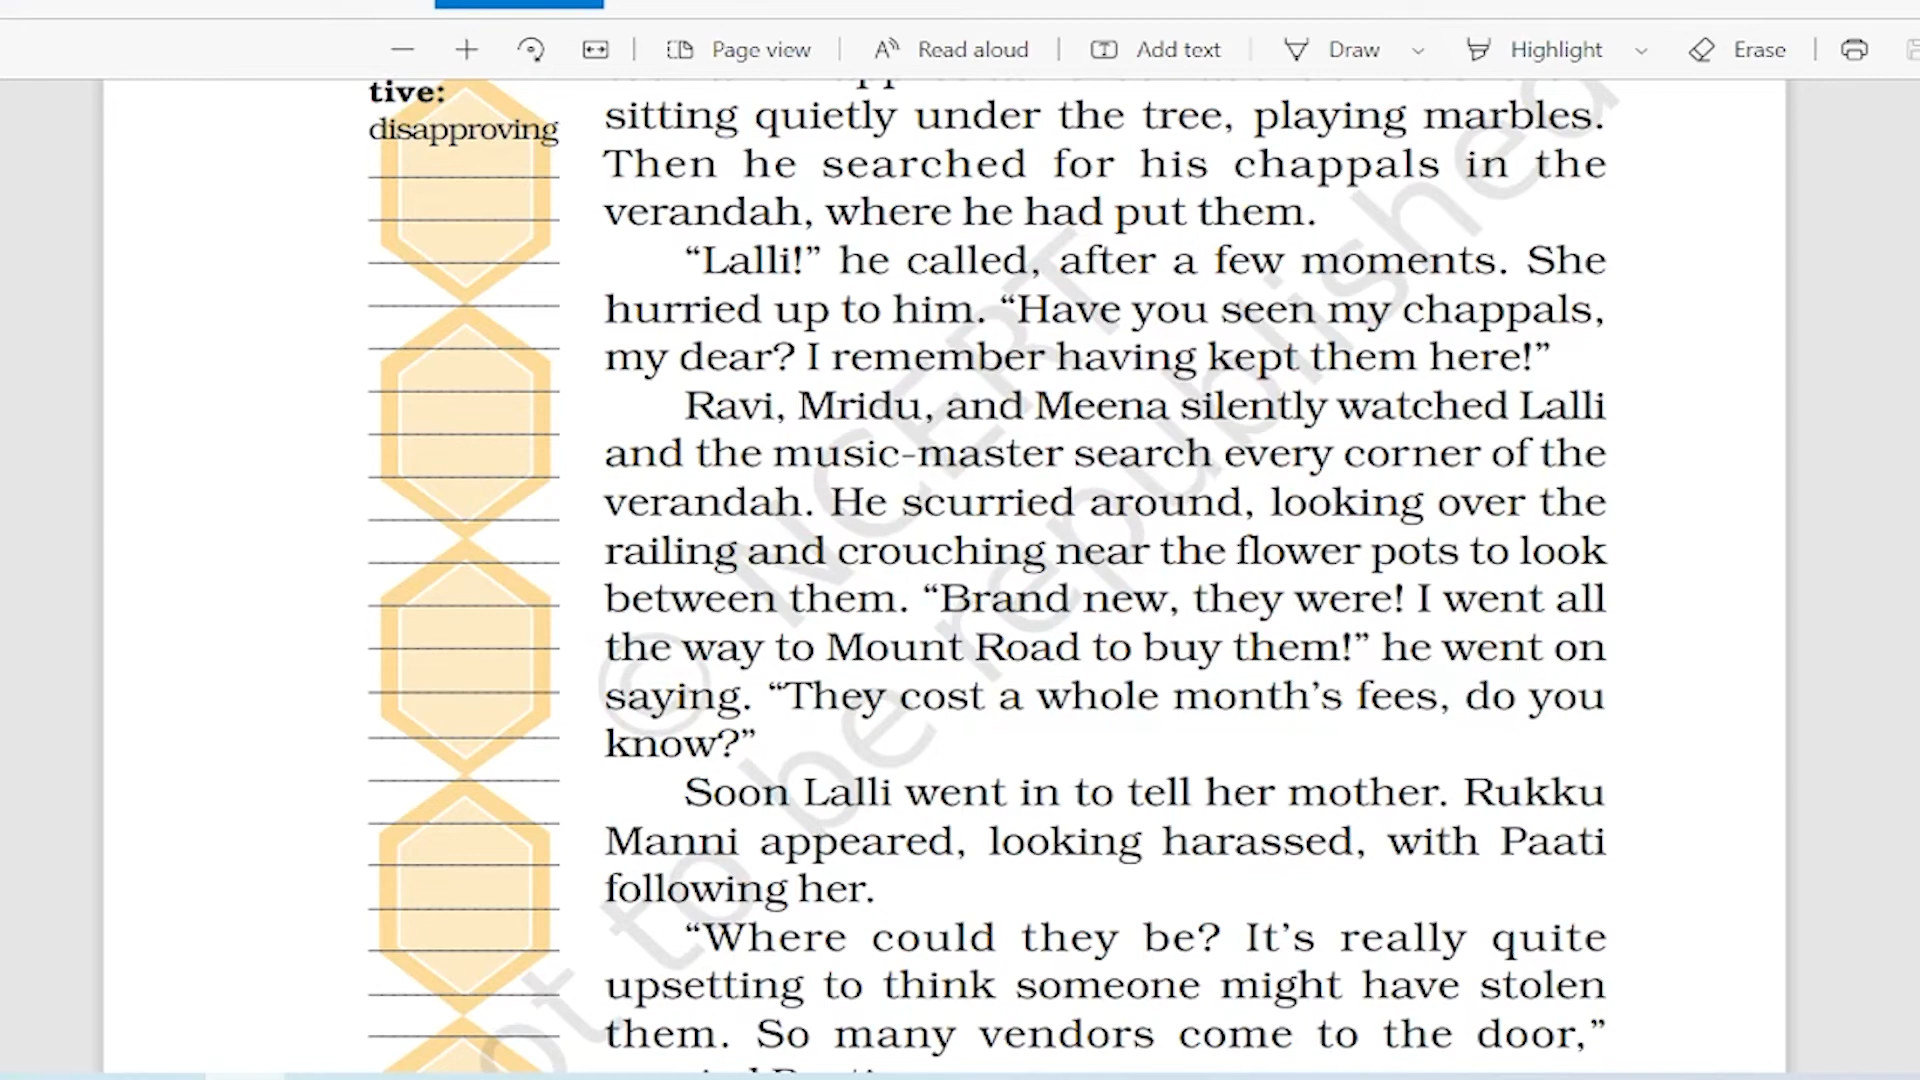 Page view
Read aloud
Add text
Draw
Highlight
Erase
tive:
disapproving
sitting quietly under the tree, playing marbles.
Then he searched for his chappals in the
verandah, where he had put them.
“Lalli!” he called, after a few moments. She
hurried up to him. “Have you seen my chappals,
my dear? I remember having kept them here!”
Ravi, Mridu, and Meena silently watched Lalli
and the music-master search every corner of the
verandah. He scurried around, looking over the
railing and crouching near the flower pots to look
between them. “Brand new, they were! I went all
the way to Mount Road to buy them!” he went on
saying. “They cost a whole month’s fees, do you
know?”
Soon Lalli went in to tell her mother. Rukku
Manni appeared, looking harassed, with Paati
following her.
“Where could they be? It’s really quite
upsetting to think someone might have stolen
them. So many vendors come to the door,”
© NCERT
not to be republished